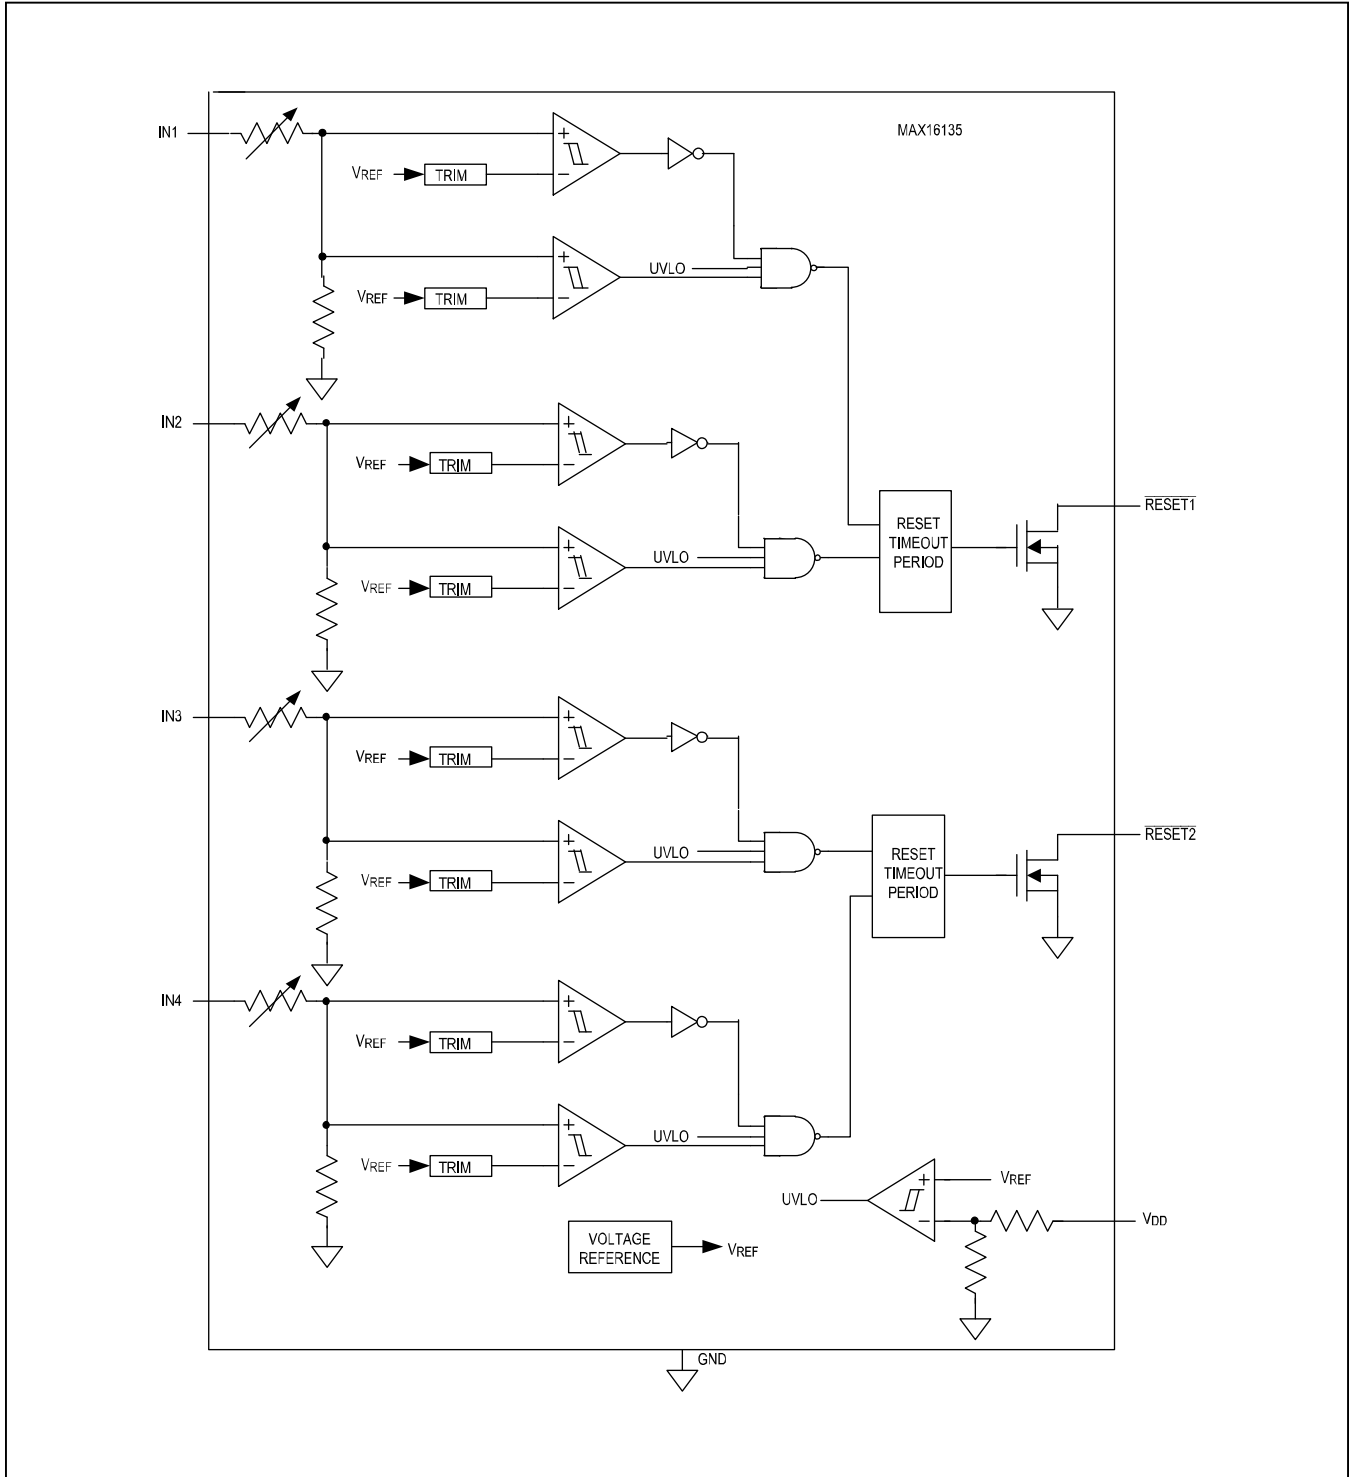 MAX16135
IN1
+
VREF
TRIM
−
+
UVLO
VREF
TRIM
−
IN2
+
VREF
TRIM
−
RESET
TIMEOUT
PERIOD
RESET1
+
UVLO
VREF
TRIM
−
IN3
+
VREF
TRIM
−
RESET2
+
UVLO
VREF
TRIM
−
RESET
TIMEOUT
PERIOD
IN4
+
VREF
TRIM
−
+
UVLO
VREF
TRIM
−
+
VREF
UVLO
−
VDD
VOLTAGE
REFERENCE
VREF
GND